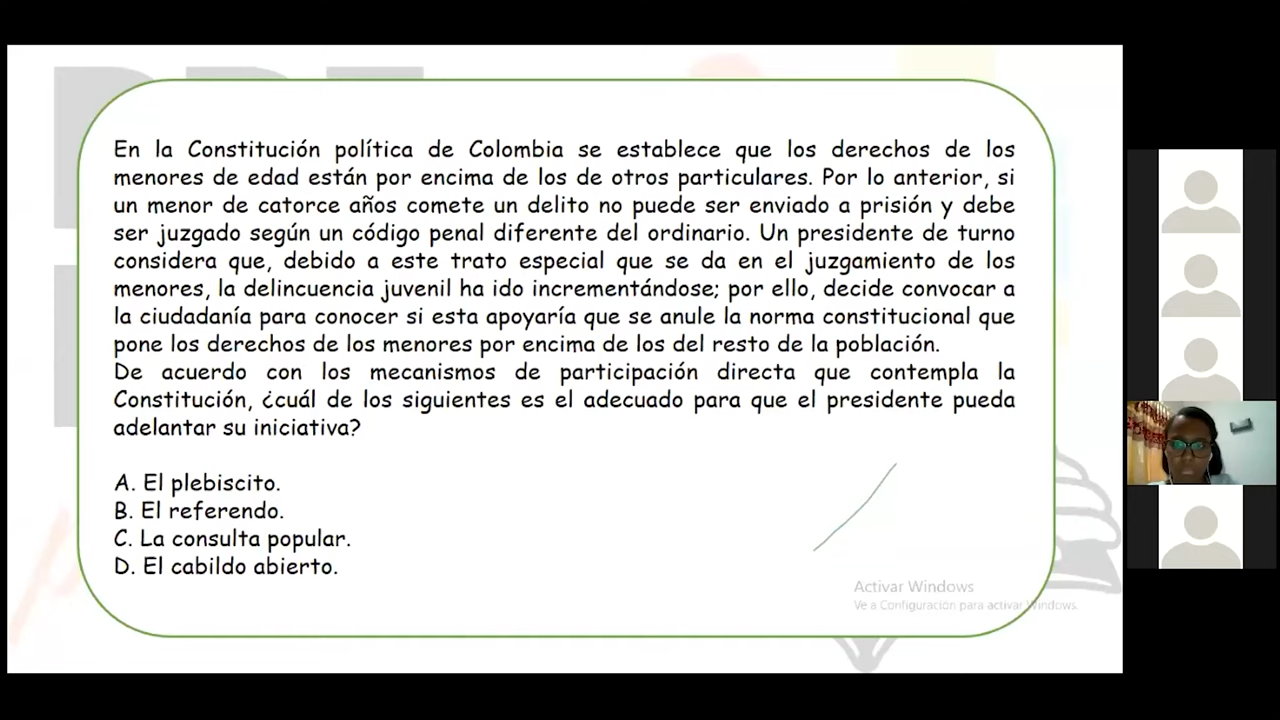 En la Constitución política de Colombia se establece que los derechos de los
menores de edad están por encima de los de otros particulares. Por lo anterior, si
un menor de catorce años comete un delito no puede ser enviado a prisión y debe
ser juzgado según un código penal diferente del ordinario. Un presidente de turno
considera que, debido a este trato especial que se da en el juzgamiento de los
menores, la delincuencia juvenil ha ido incrementándose; por ello, decide convocar a
la ciudadanía para conocer si esta apoyaría que se anule la norma constitucional que
pone los derechos de los menores por encima de los del resto de la población.
De acuerdo con los mecanismos de participación directa que contempla la
Constitución, ¿cuál de los siguientes es el adecuado para que el presidente pueda
adelantar su iniciativa?
A. El plebiscito.
B. El referendo.
C. La consulta popular.
D. El cabildo abierto.
Activar Windows
Ve a Configuración para activar Windows.